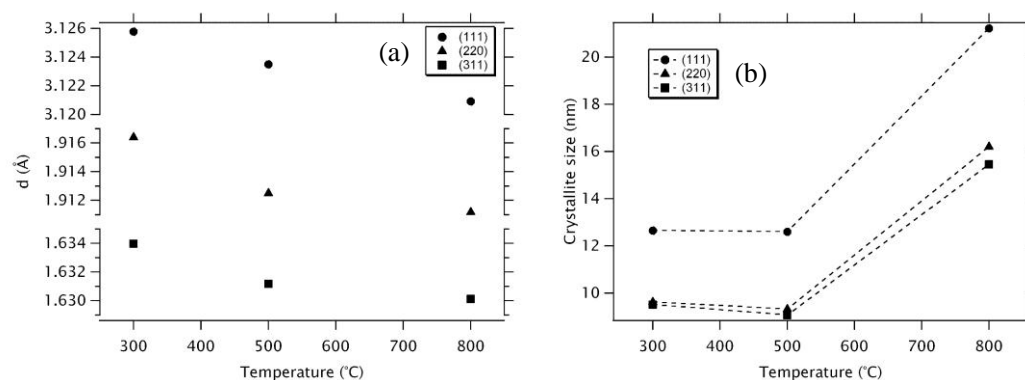 (a)
(111)
(220)
(311)
3.126
3.124
3.122
3.120
1.916
1.914
1.912
1.634
1.632
1.630
d (Å)
300 400 500 600 700 800
Temperature (°C)
(b)
(111)
(220)
(311)
20
18
16
14
12
10
Crystallite size (nm)
300 400 500 600 700 800
Temperature (°C)